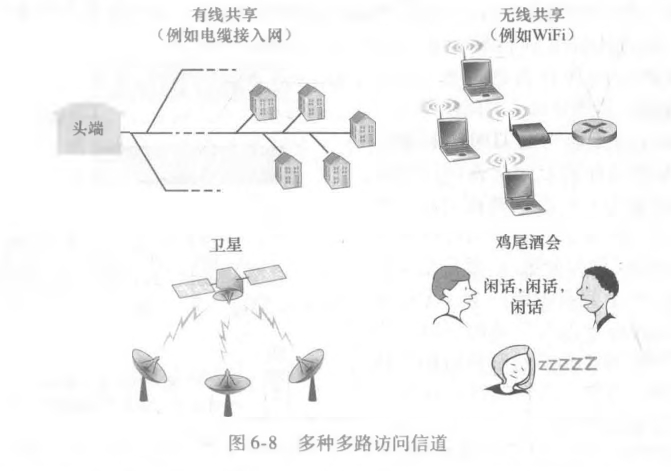 有线共享
（例如电缆接入网）
无线共享
（例如WiFi）
头端
卫星
鸡尾酒会
闲话，闲话，
闲话
zzzzz
图 6-8 多种多路访问信道